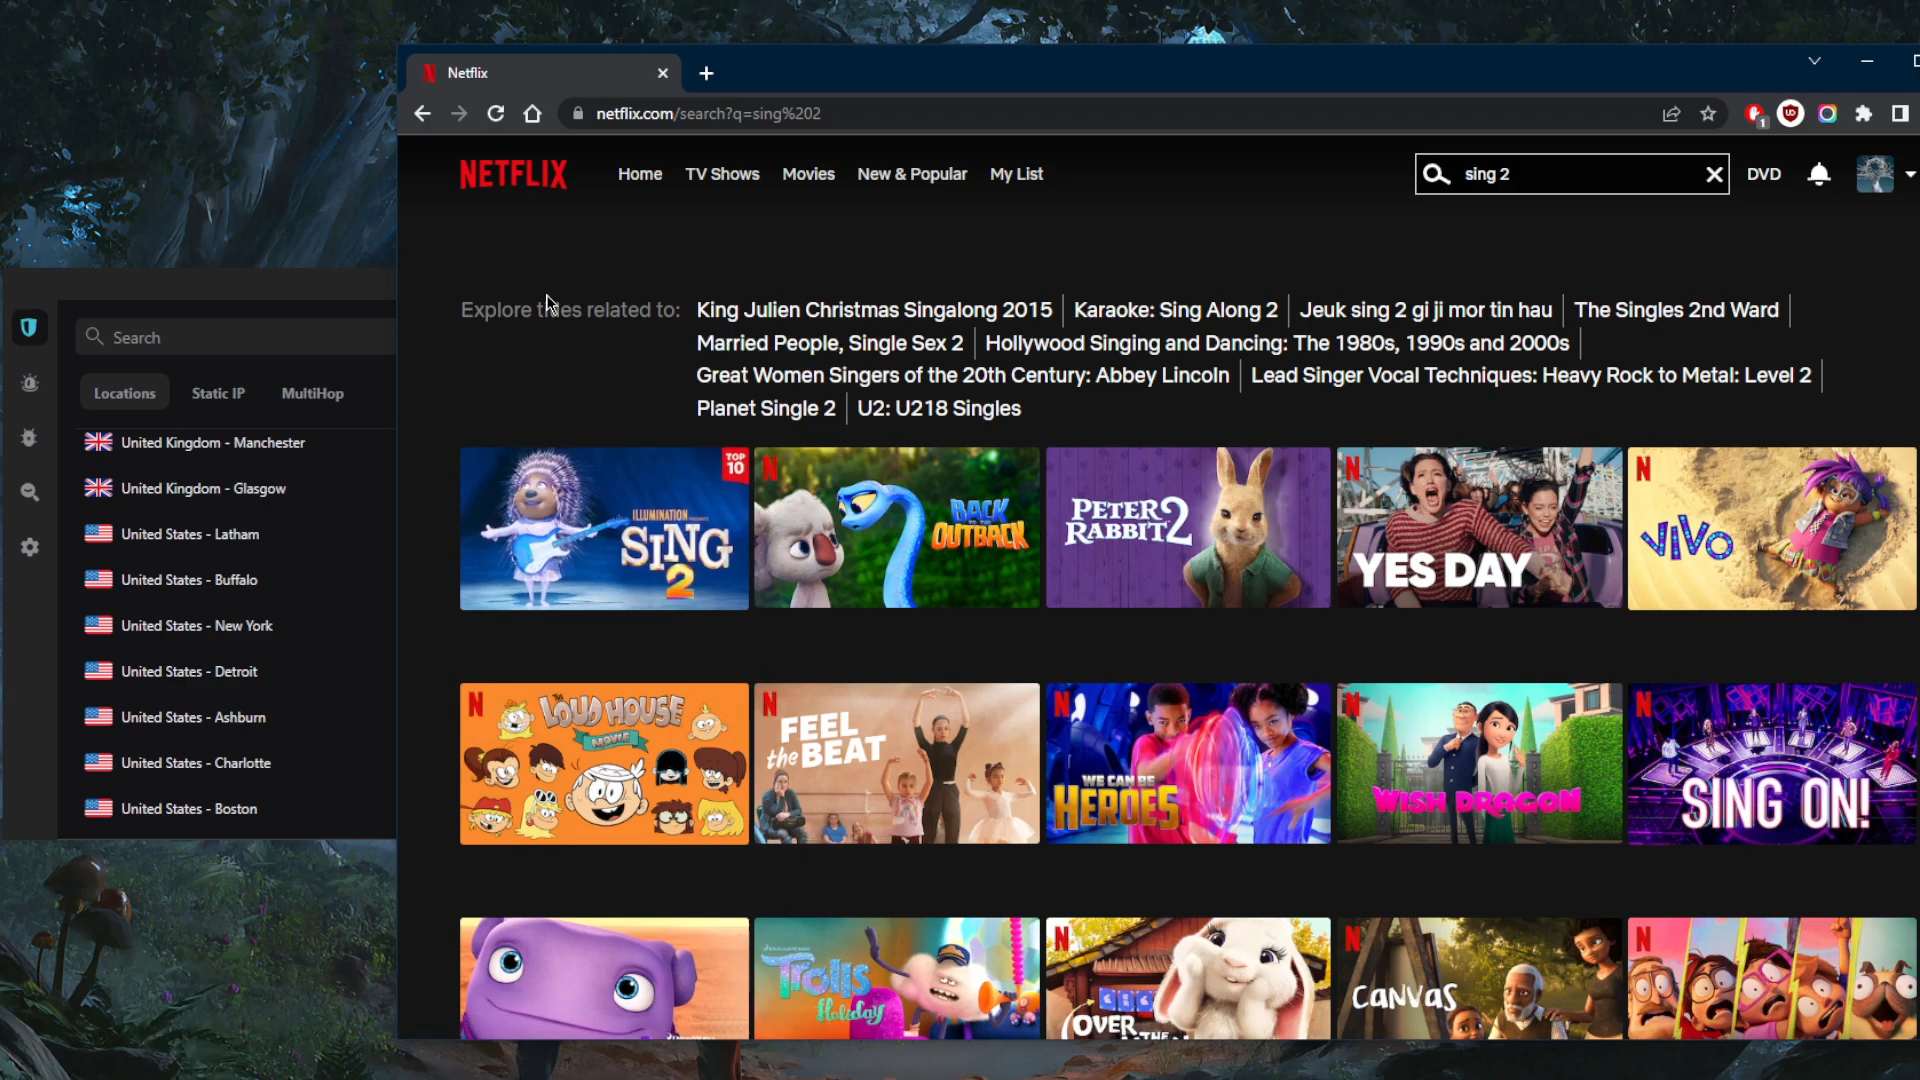 Netflix
netflix.com/search?q=sing%202
1
NETFLIX
Home TV Shows Movies New & Popular My List
sing 2
DVD
Explore titles related to:
King Julien Christmas Singalong 2015
Karaoke: Sing Along 2
Jeuk sing 2 gi ji mor tin hau
The Singles 2nd Ward
Married People, Single Sex 2
Hollywood Singing and Dancing: The 1980s, 1990s and 2000s
Great Women Singers of the 20th Century: Abbey Lincoln
Lead Singer Vocal Techniques: Heavy Rock to Metal: Level 2
Planet Single 2
U2: U218 Singles
Search
Locations Static IP MultiHop
United Kingdom - Manchester
United Kingdom - Glasgow
United States - Latham
United States - Buffalo
United States - New York
United States - Detroit
United States - Ashburn
United States - Charlotte
United States - Boston
TOP
10
ILLUMINATION
SING
2
BACK
OUTBACK
PETER
RABBIT 2
YES DAY
VIVO
THE
LOUD HOUSE
MOVIE
FEEL
the BEAT
WE CAN BE
HEROES
WISH DRAGON
SING ON!
Trolls
Holiday
OVER THE
CANVAS